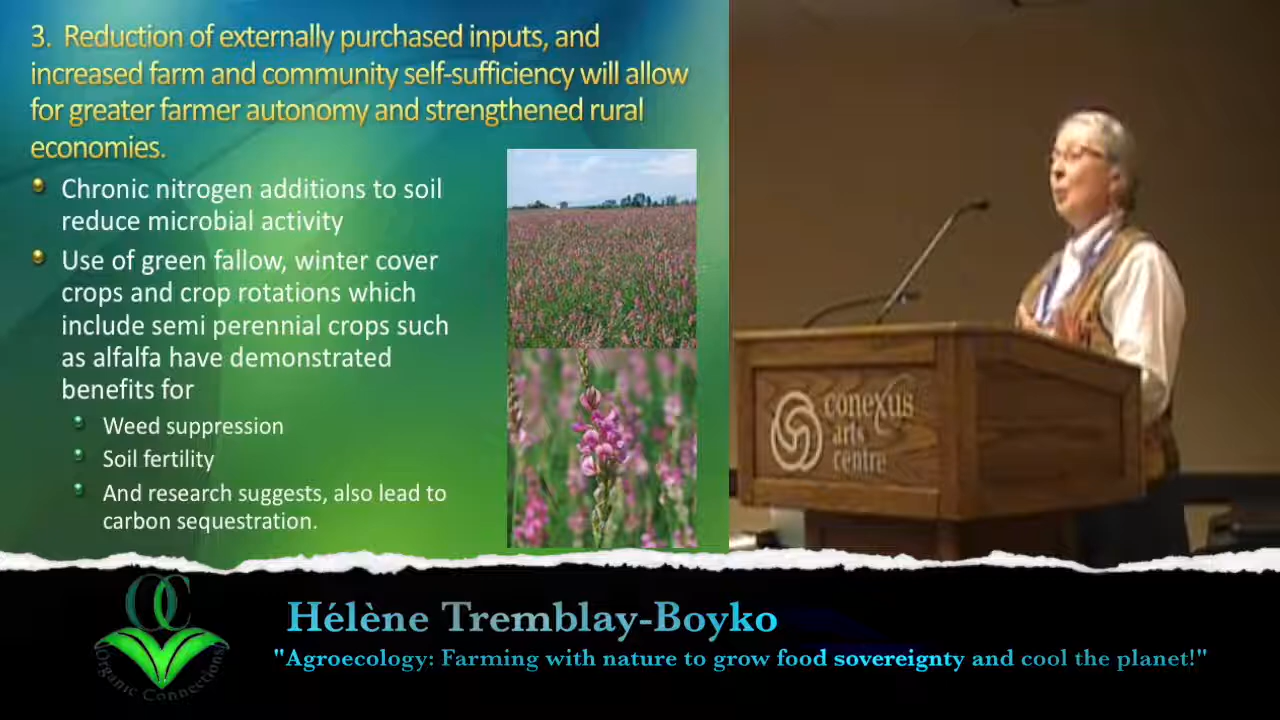 3. Reduction of externally purchased inputs, and
increased farm and community self-sufficiency will allow
for greater farmer autonomy and strengthened rural
economies.
Chronic nitrogen additions to soil
reduce microbial activity
Use of green fallow, winter cover
crops and crop rotations which
include semi perennial crops such
as alfalfa have demonstrated
benefits for
Weed suppression
Soil fertility
And research suggests, also lead to
carbon sequestration.
conexus
arts
centre
OC
Organic Connections
Hélène Tremblay-Boyko
"Agroecology: Farming with nature to grow food sovereignty and cool the planet!"